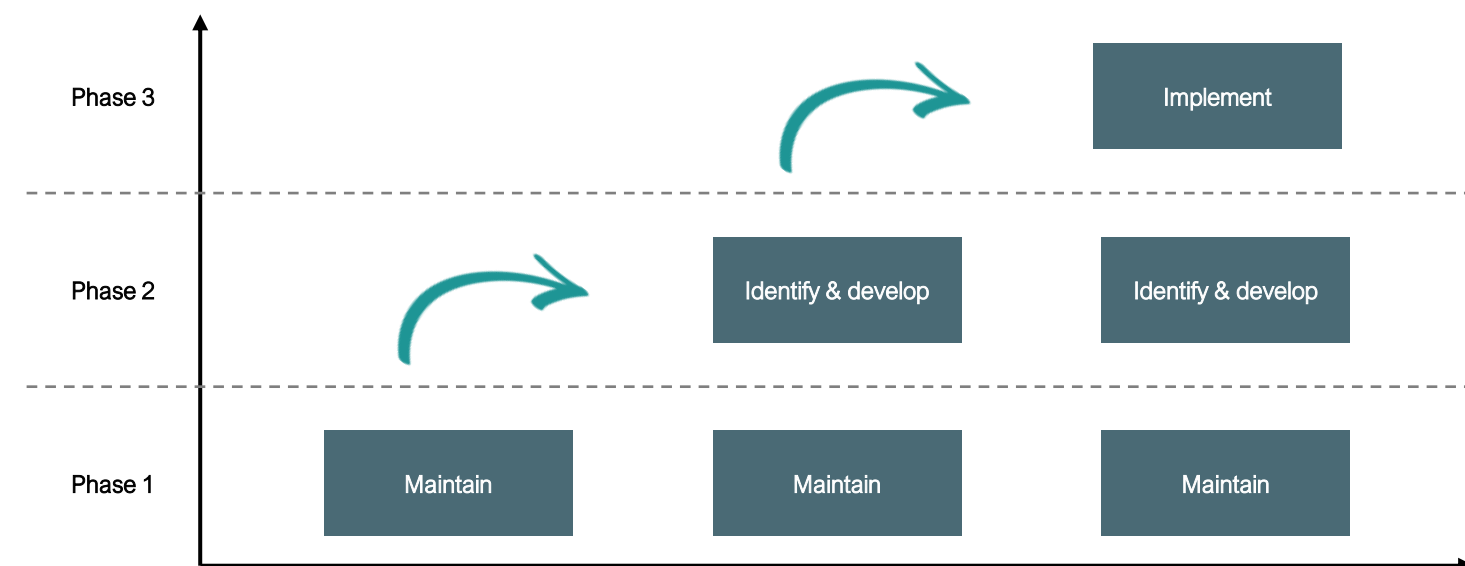 Phase 3
Implement
Phase 2
Identify & develop
Identify & develop
Phase 1
Maintain
Maintain
Maintain